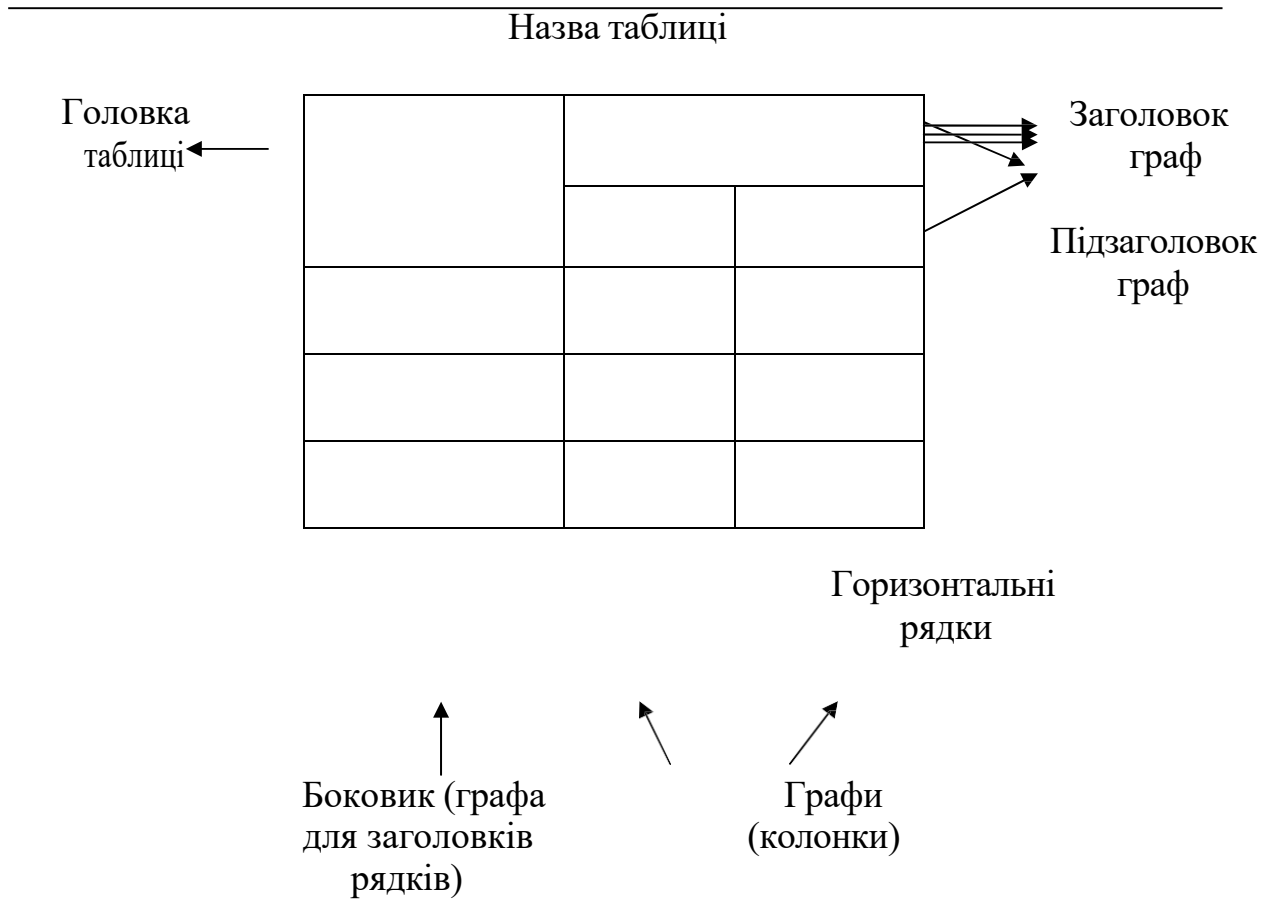 Назва таблиці
Головка
таблиці
Заголовок
граф
Підзаголовок
граф
Горизонтальні
рядки
Боковик (графа
для заголовків
рядків)
Графи
(колонки)